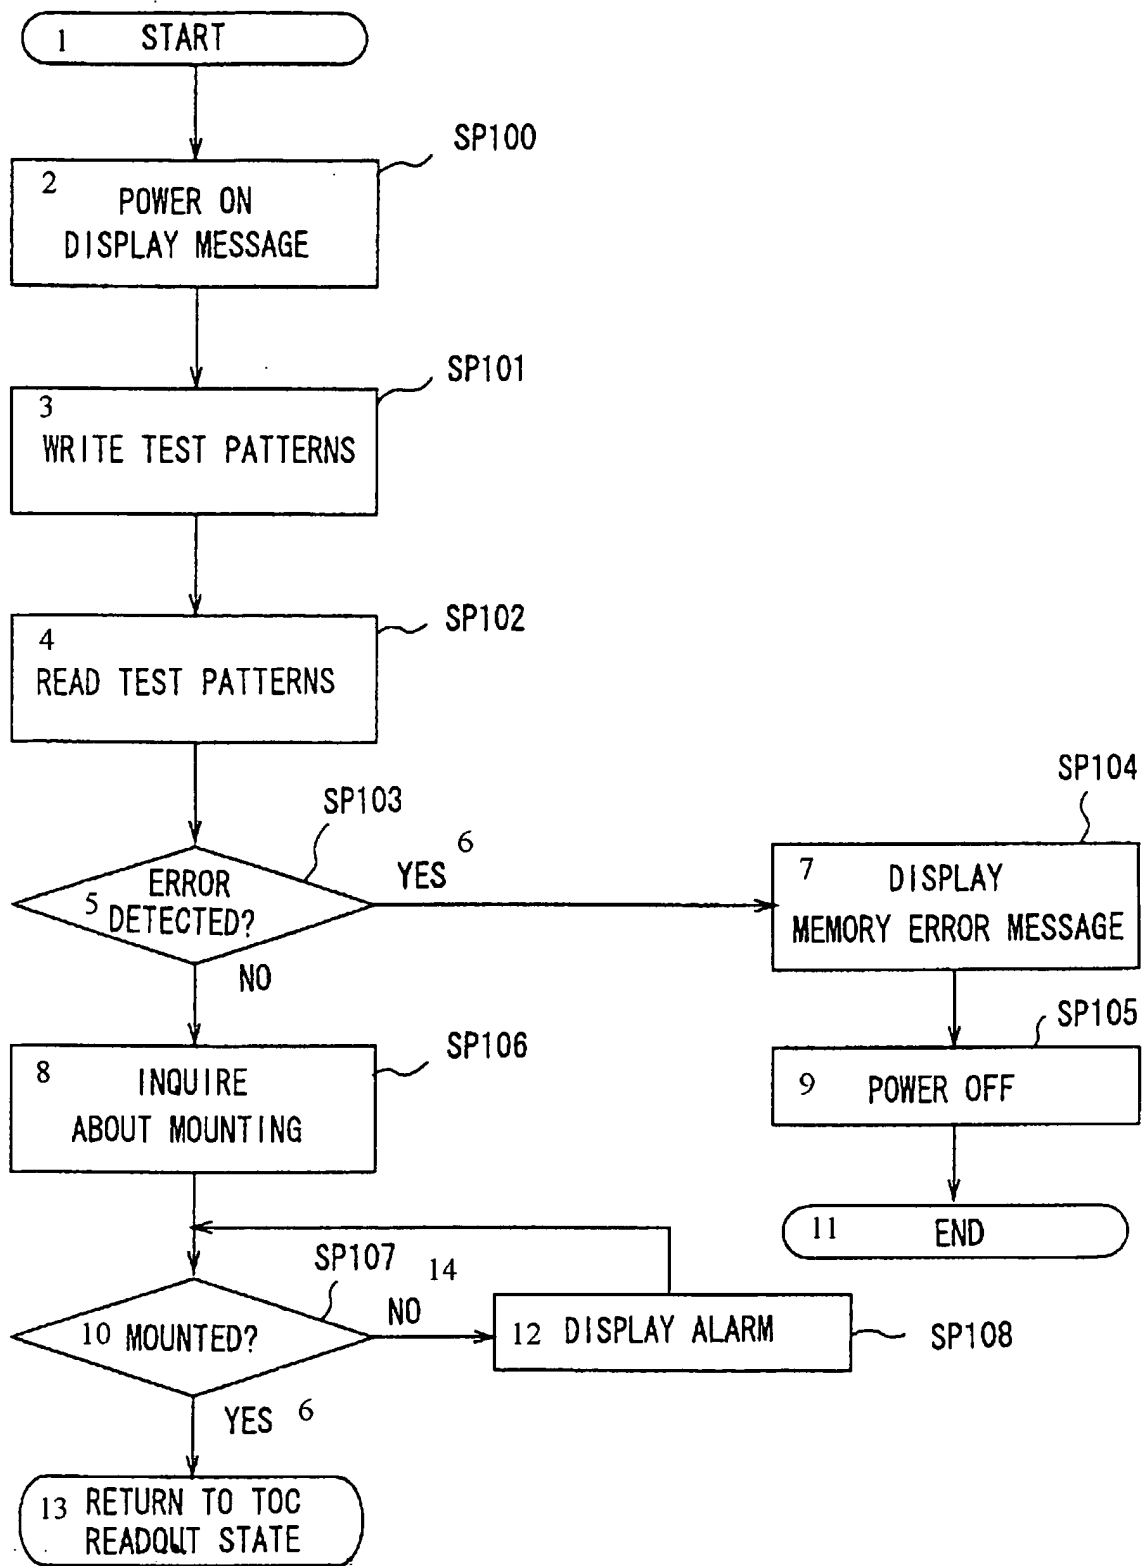 1 START
SP100
2
POWER ON
DISPLAY MESSAGE
SP101
3
WRITE TEST PATTERNS
SP102
4
READ TEST PATTERNS
SP103
5 ERROR
DETECTED?
YES 6
NO
SP104
7 DISPLAY
MEMORY ERROR MESSAGE
SP105
9 POWER OFF
11 END
SP106
8 INQUIRE
ABOUT MOUNTING
SP107
10 MOUNTED?
NO 14
12 DISPLAY ALARM
SP108
YES 6
13 RETURN TO TOC
READOUT STATE